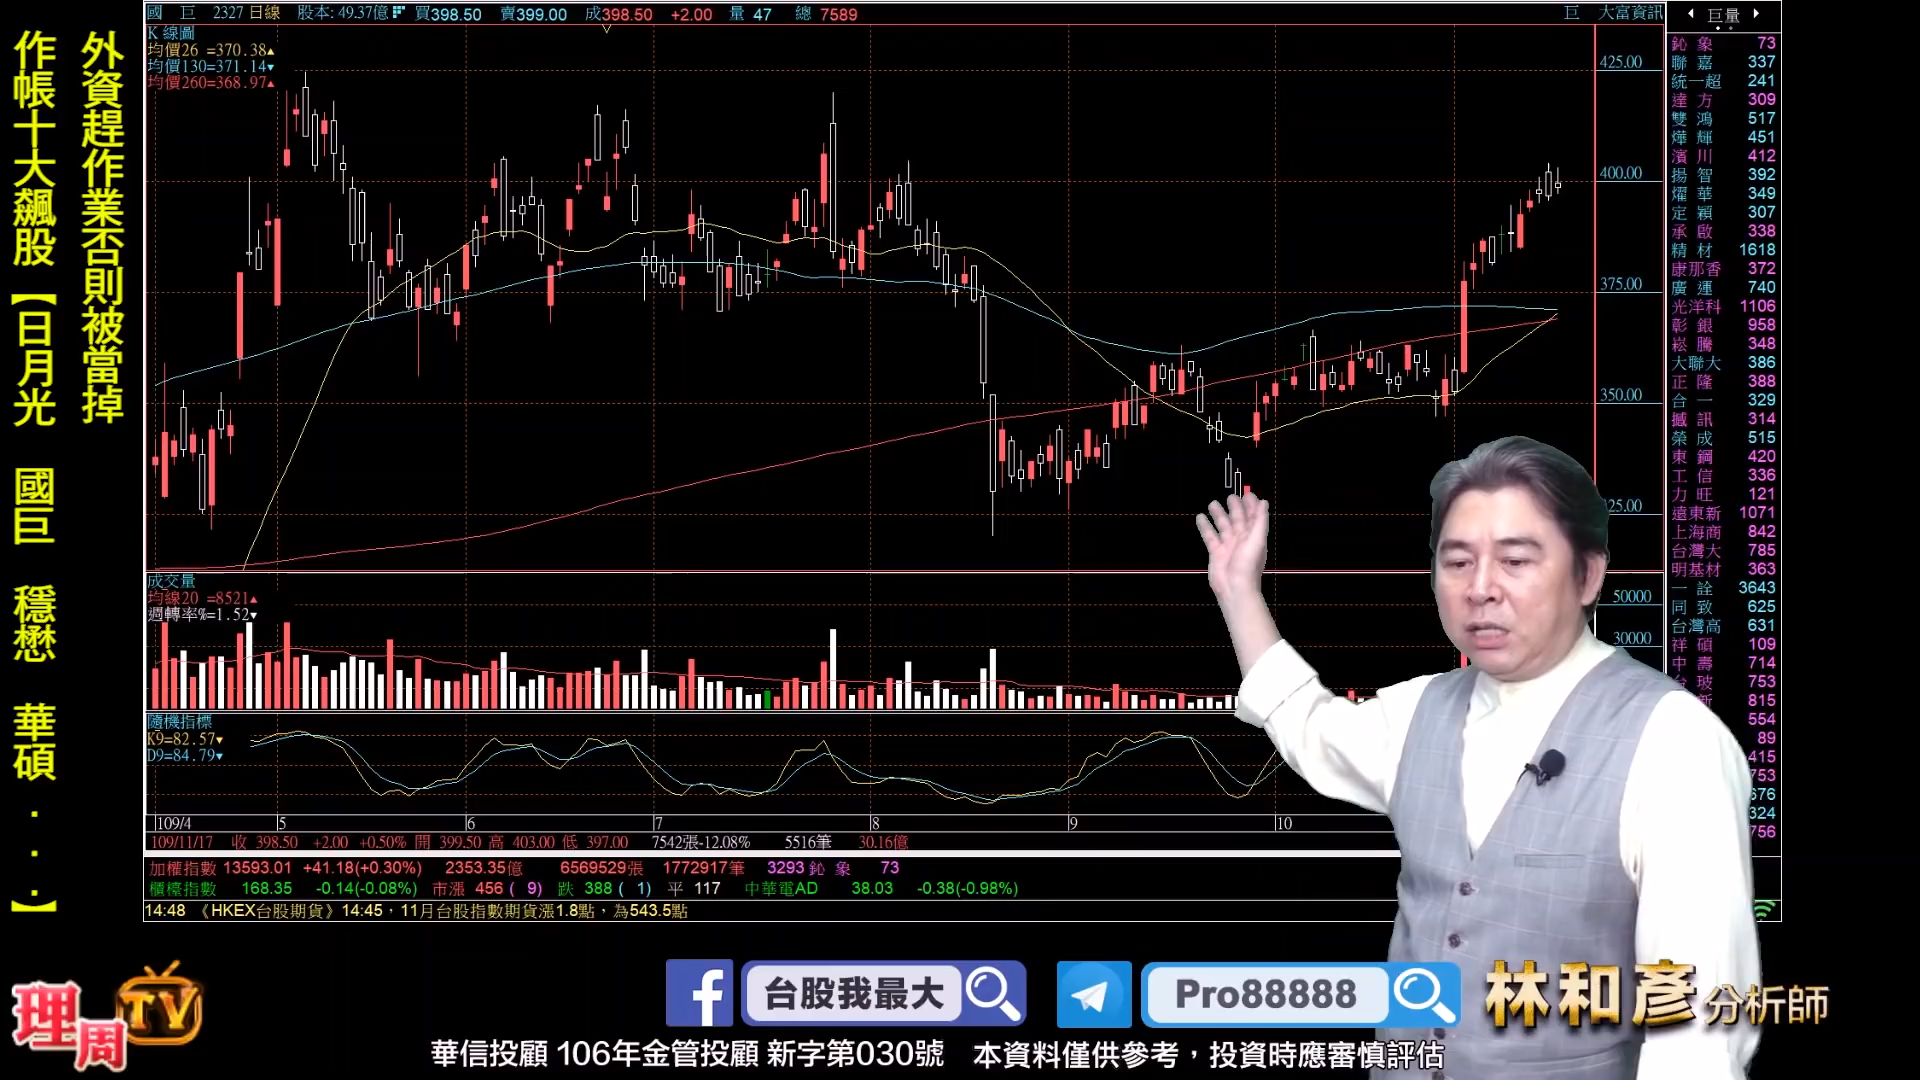 外資趕作業否則被當掉
作帳十大飆股【日月光 國巨 穩懋 華碩...】
國 巨 2327 日線 股本: 49.37億 買398.50 賣399.00 成398.50 +2.00 量 47 總 7589 巨 大富資訊
K 線圖
均價26 =370.38▲
均價130=371.14▼
均價260=368.97▲
425.00
400.00
375.00
350.00
25.00
成交量
均線20 =8521▲
週轉率%=1.52▼
50000
30000
隨機指標
K9=82.57▼
D9=84.79▼
109/4 5 6 7 8 9 10
109/11/17 收 398.50 +2.00 +0.50% 開 399.50 高 403.00 低 397.00 7542張-12.08% 5516筆 30.16億
加權指數 13593.01 +41.18(+0.30%) 2353.35億 6569529張 1772917筆 3293 鈊 象 73
櫃檯指數 168.35 -0.14(-0.08%) 市漲 456 ( 9) 跌 388 ( 1) 平 117 中華電AD 38.03 -0.38(-0.98%)
14:48 《HKEX台股期貨》14:45，11月台股指數期貨漲1.8點，為543.5點
巨量
鈊 象 73
聯 嘉 337
統一超 241
達 方 309
雙 鴻 517
燁 輝 451
濱 川 412
揚 智 392
燿 華 349
定 穎 307
承 啟 338
精 材 1618
康那香 372
廣 運 740
光洋科 1106
彰 銀 958
崧 騰 348
大聯大 386
正 隆 388
合 一 329
撼 訊 314
榮 成 515
東 鋼 420
工 信 336
力 旺 121
遠東新 1071
上海商 842
台灣大 785
明基材 363
一 詮 3643
同 致 625
台灣高 631
祥 碩 109
中 壽 714
玻 753
新 815
554
89
415
753
676
324
756
理周TV
台股我最大
Pro88888
林和彥分析師
華信投顧 106年金管投顧 新字第030號 本資料僅供參考，投資時應審慎評估